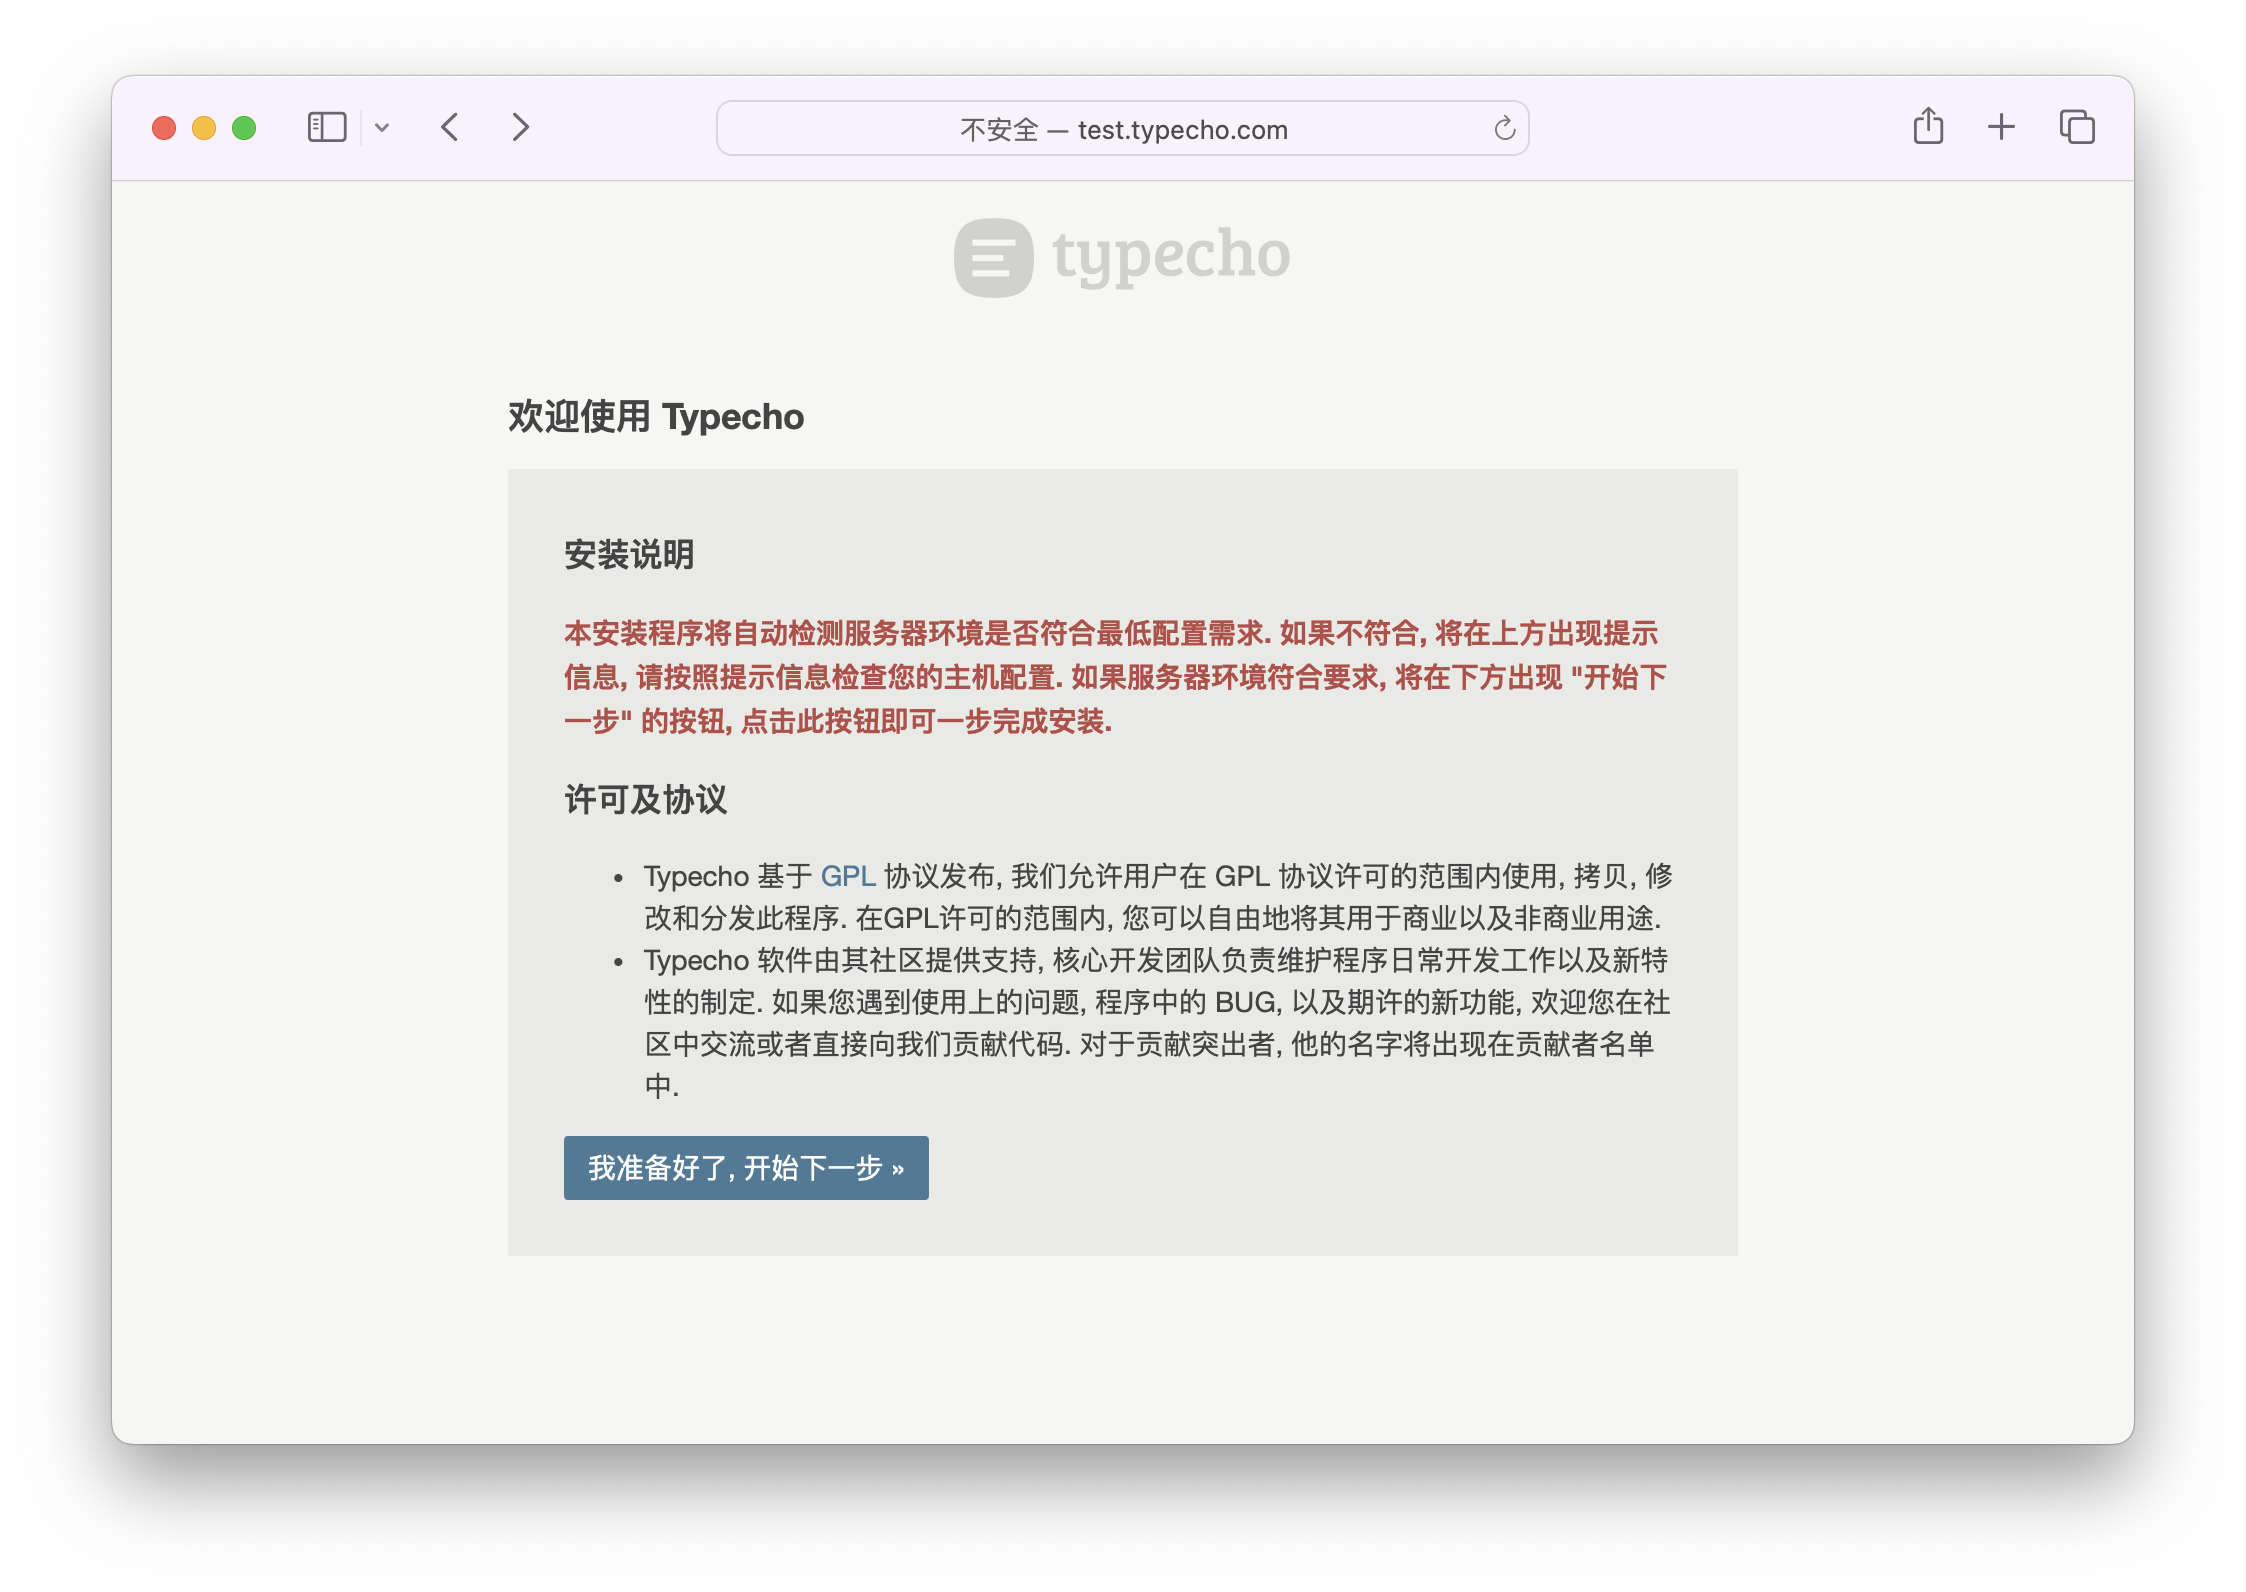 不安全 — test.typecho.com
typecho
欢迎使用 Typecho
安装说明
本安装程序将自动检测服务器环境是否符合最低配置需求. 如果不符合, 将在上方出现提示
信息, 请按照提示信息检查您的主机配置. 如果服务器环境符合要求, 将在下方出现 "开始下
一步" 的按钮, 点击此按钮即可一步完成安装.
许可及协议
• Typecho 基于 GPL 协议发布, 我们允许用户在 GPL 协议许可的范围内使用, 拷贝, 修
改和分发此程序. 在GPL许可的范围内, 您可以自由地将其用于商业以及非商业用途.
• Typecho 软件由其社区提供支持, 核心开发团队负责维护程序日常开发工作以及新特
性的制定. 如果您遇到使用上的问题, 程序中的 BUG, 以及期许的新功能, 欢迎您在社
区中交流或者直接向我们贡献代码. 对于贡献突出者, 他的名字将出现在贡献者名单
中.
我准备好了, 开始下一步 »